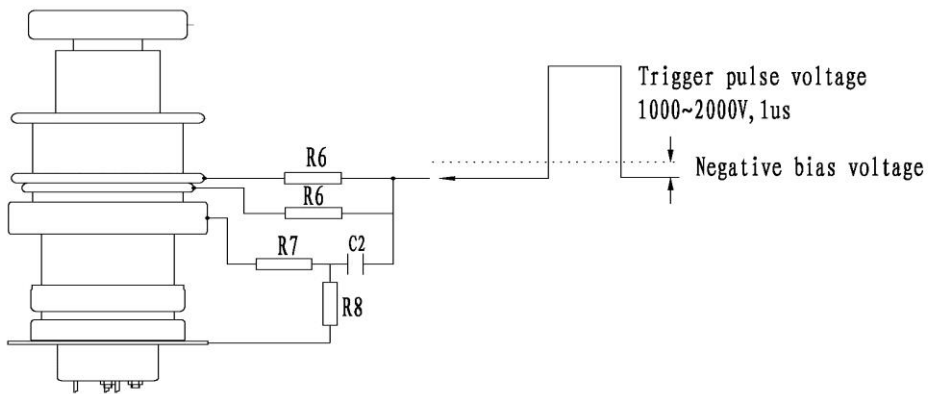 Trigger pulse voltage
1000~2000V,1us
Negative bias voltage
R6
R6
R7
C2
R8